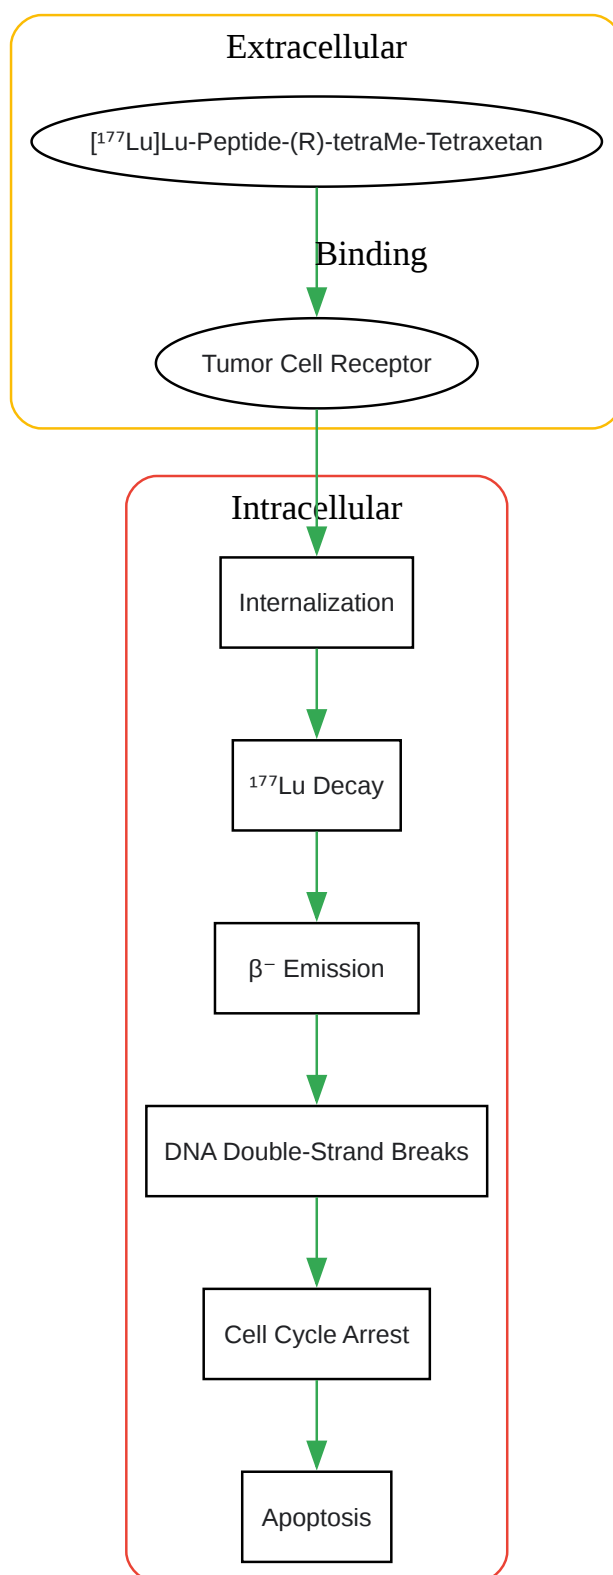 Extracellular
[¹⁷⁷Lu]Lu-Peptide-(R)-tetraMe-Tetraxetan
Binding
Tumor Cell Receptor
Intracellular
Internalization
¹⁷⁷Lu Decay
β⁻ Emission
DNA Double-Strand Breaks
Cell Cycle Arrest
Apoptosis